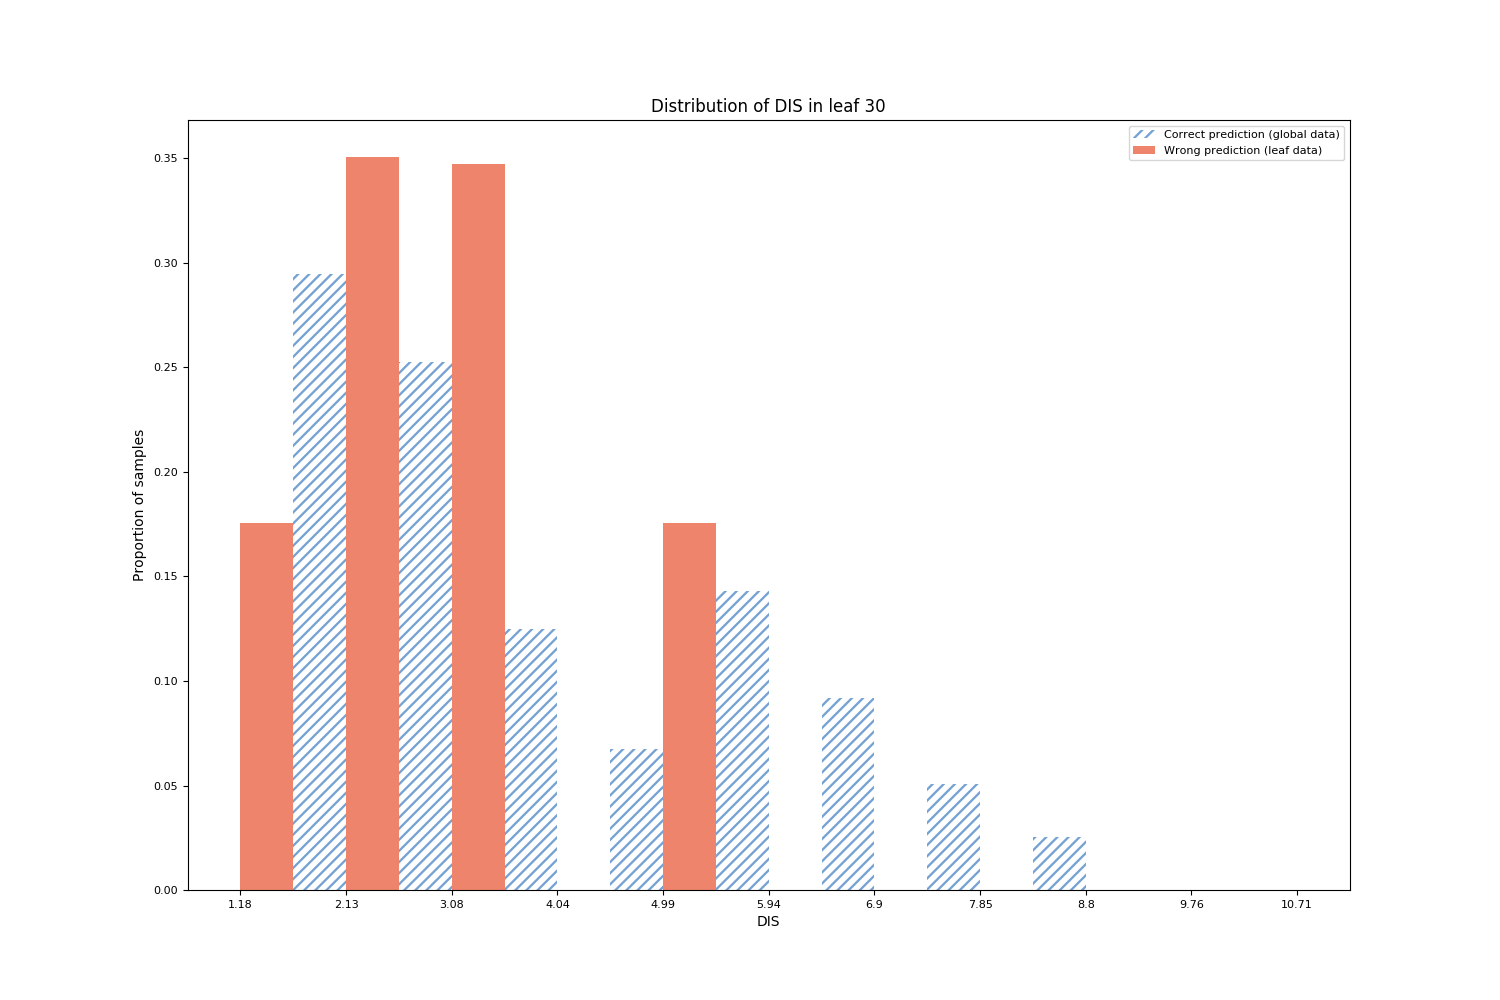 Distribution of DIS in leaf 30
Correct prediction (global data)
Wrong prediction (leaf data)
0.35
0.30
0.25
0.20
0.15
0.10
0.05
0.00
Proportion of samples
1.18 2.13 3.08 4.04 4.99 5.94 6.9 7.85 8.8 9.76 10.71
DIS